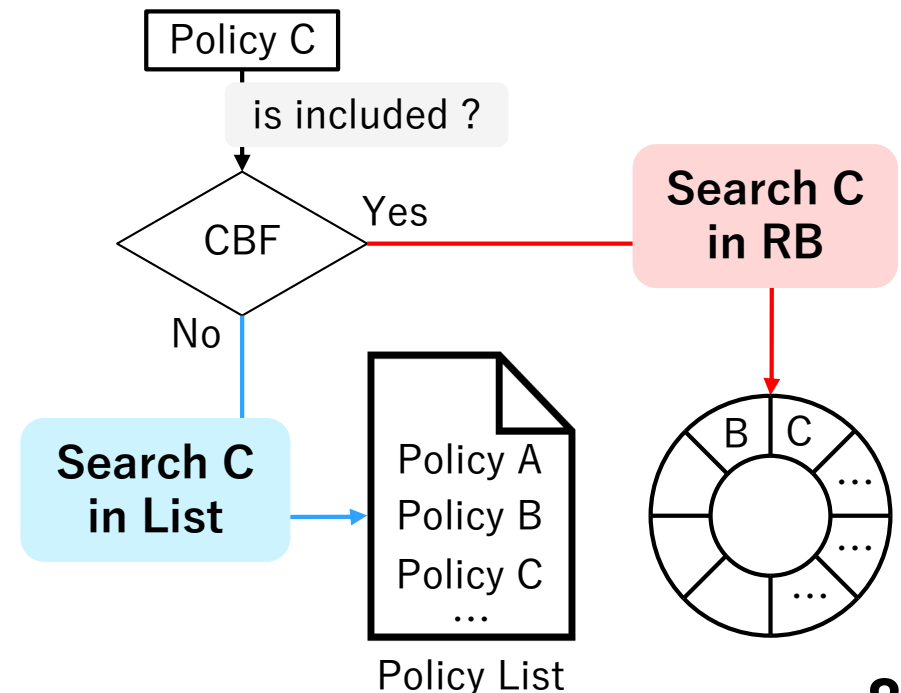 Policy C
is included ?
CBF
Yes
No
Search C
in RB
Search C
in List
Policy A
Policy B
Policy C
...
Policy List
B
C
...
...
...